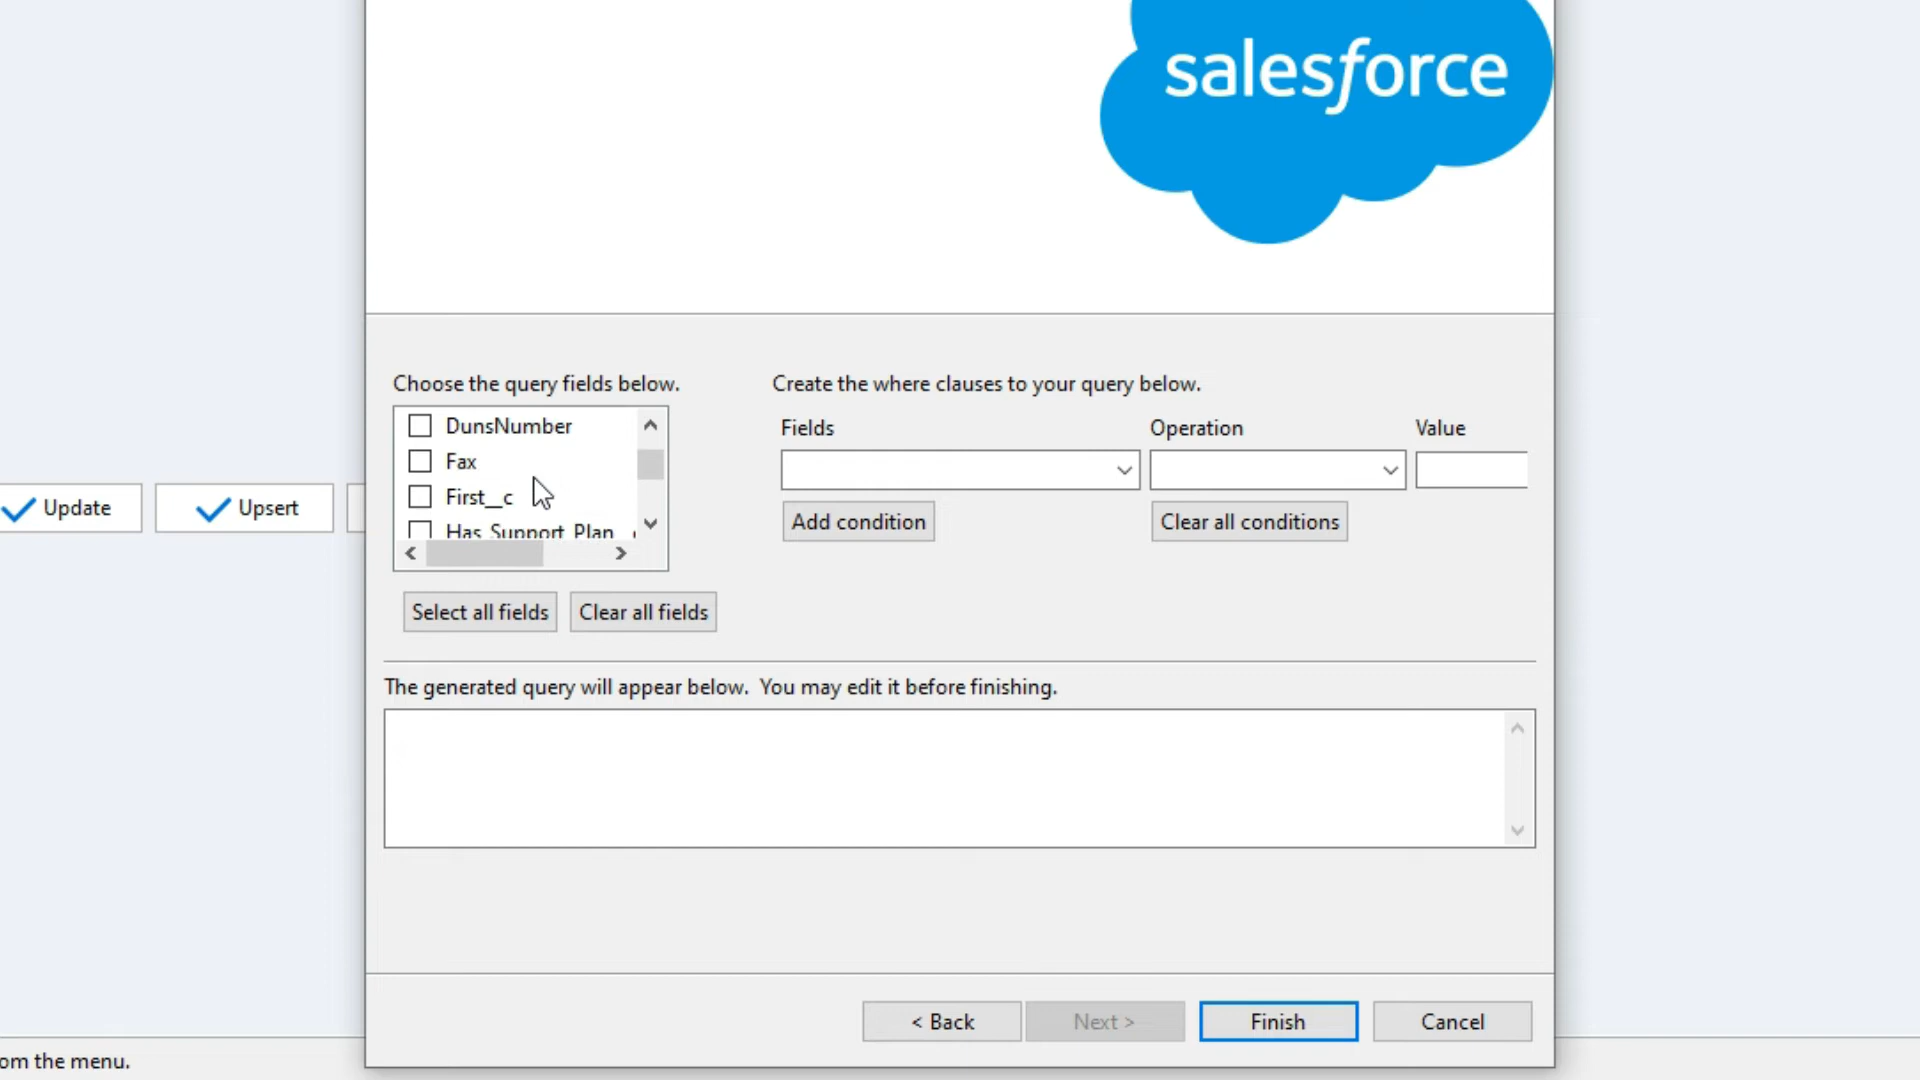 salesforce
Choose the query fields below.
Create the where clauses to your query below.
DunsNumber
Fax
First__c
Has_Support_Plan
Fields
Operation
Value
Add condition
Clear all conditions
Update
Upsert
Select all fields
Clear all fields
The generated query will appear below.  You may edit it before finishing.
< Back
Next >
Finish
Cancel
om the menu.